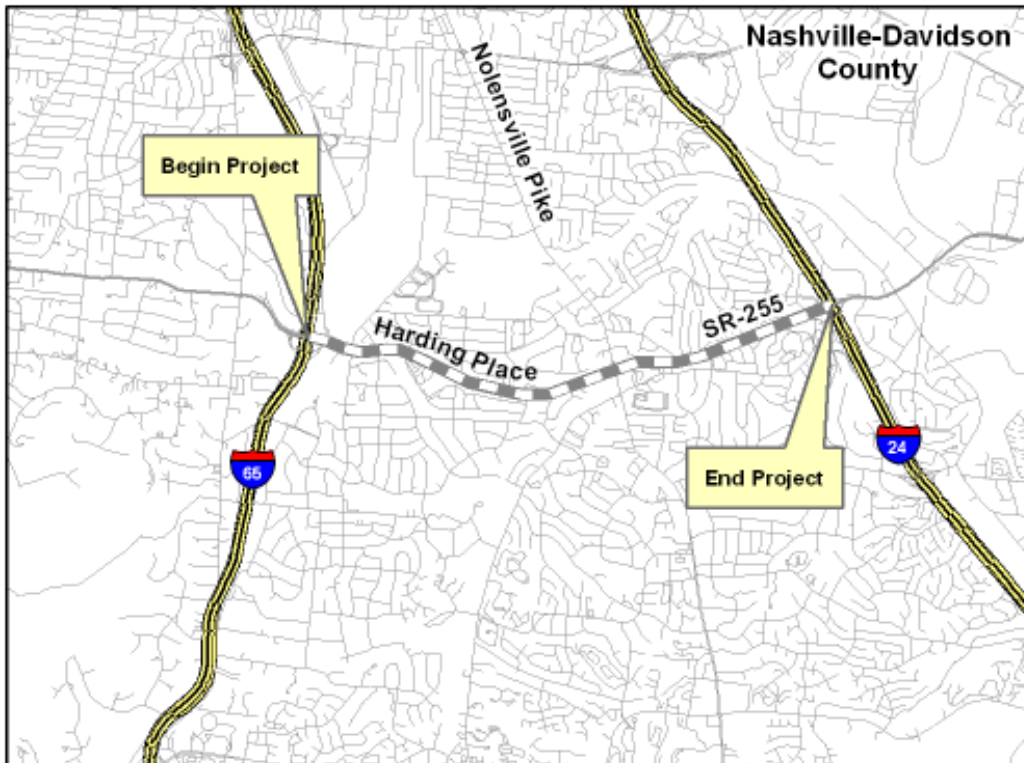 Nashville-Davidson
County
Nolensville Pike
Begin Project
SR-255
Harding Place
24
65
End Project